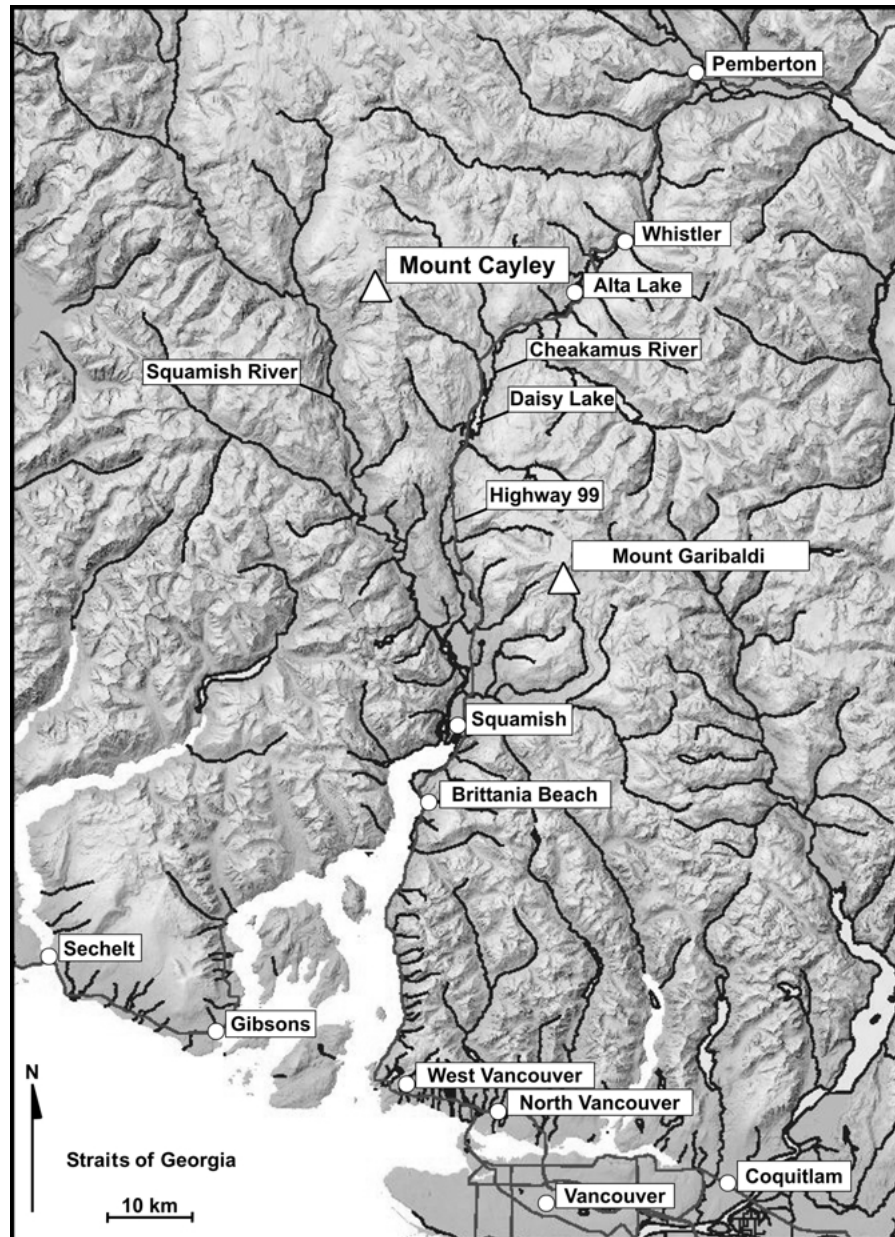 Pemberton
Whistler
Mount Cayley
Alta Lake
Cheakamus River
Squamish River
Daisy Lake
Highway 99
Mount Garibaldi
Squamish
Brittania Beach
Sechelt
Gibsons
N
West Vancouver
North Vancouver
Straits of Georgia
Coquitlam
Vancouver
10 km